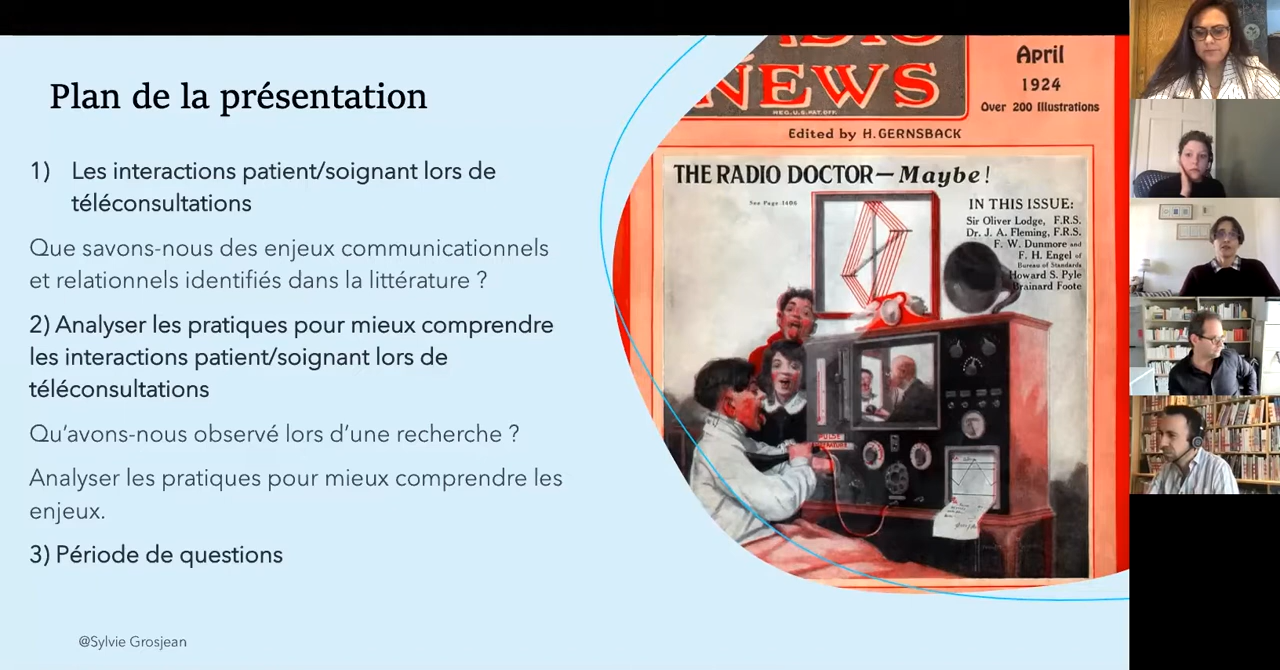 Plan de la présentation
1) Les interactions patient/soignant lors de
téléconsultations
Que savons-nous des enjeux communicationnels
et relationnels identifiés dans la littérature ?
2) Analyser les pratiques pour mieux comprendre
les interactions patient/soignant lors de
téléconsultations
Qu'avons-nous observé lors d'une recherche ?
Analyser les pratiques pour mieux comprendre les
enjeux.
3) Période de questions
@Sylvie Grosjean
NEWS
REG. U.S. PAT. OFF.
April
1924
Over 200 Illustrations
Edited by H. GERNSBACK
THE RADIO DOCTOR—Maybe!
See Page 1406
IN THIS ISSUE:
Sir Oliver Lodge, F.R.S.
Dr. J. A. Fleming, F.R.S.
F. W. Dunmore and
F. H. Engel of
Bureau of Standards
Howard S. Pyle
Brainard Foote
PULSE